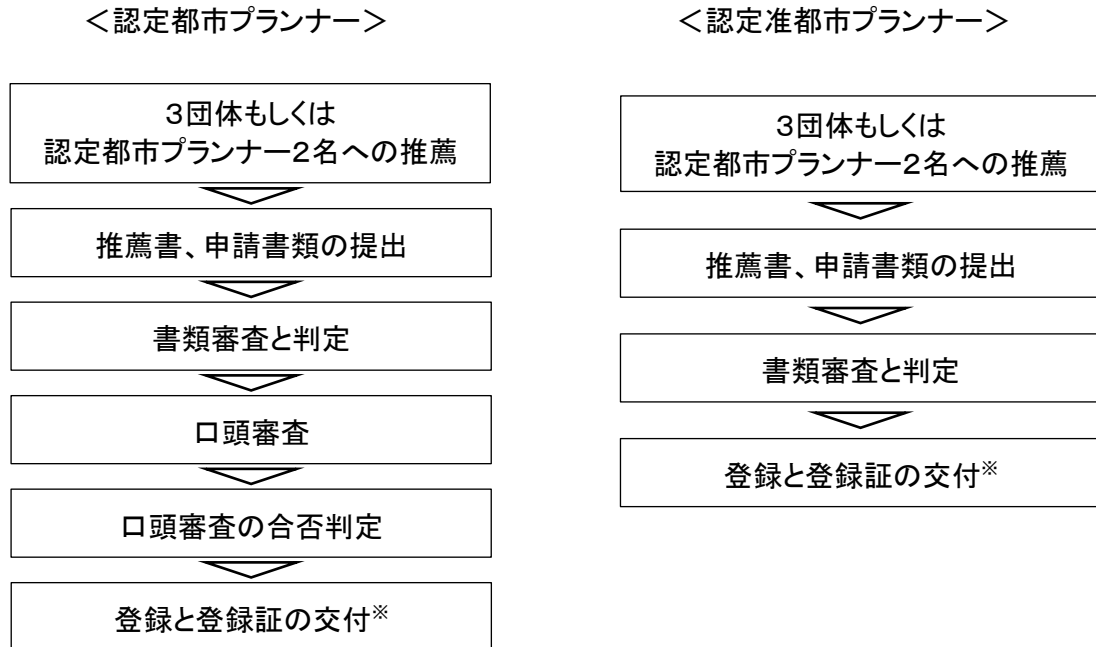 ＜認定都市プランナー＞
３団体もしくは
認定都市プランナー２名への推薦
推薦書、申請書類の提出
書類審査と判定
口頭審査
口頭審査の合否判定
登録と登録証の交付※
＜認定准都市プランナー＞
３団体もしくは
認定都市プランナー２名への推薦
推薦書、申請書類の提出
書類審査と判定
登録と登録証の交付※